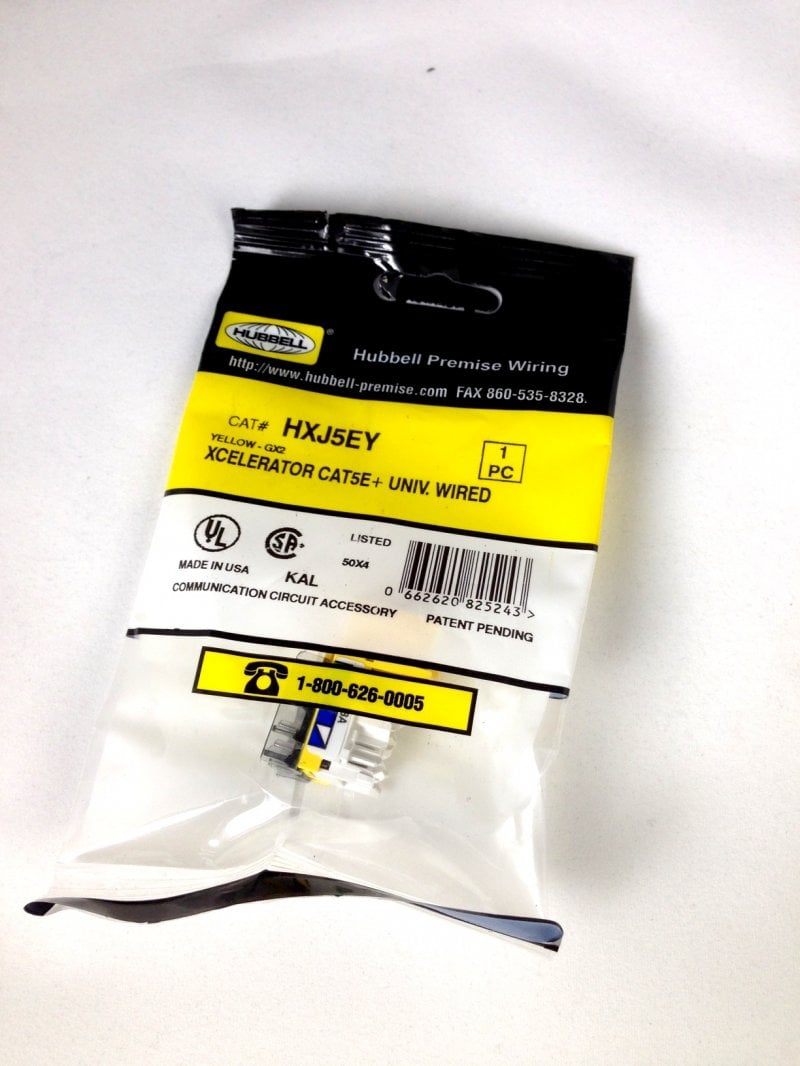 HUBBELL ®
Hubbell Premise Wiring
http://www.hubbell-premise.com FAX 860-535-8328.
CAT# HXJ5EY
YELLOW - GX2
XCELERATOR CAT5E+ UNIV. WIRED
1
PC
UL
SA
LISTED
50X4
MADE IN USA
KAL
COMMUNICATION CIRCUIT ACCESSORY
0 662620 825243 >
PATENT PENDING
1-800-626-0005